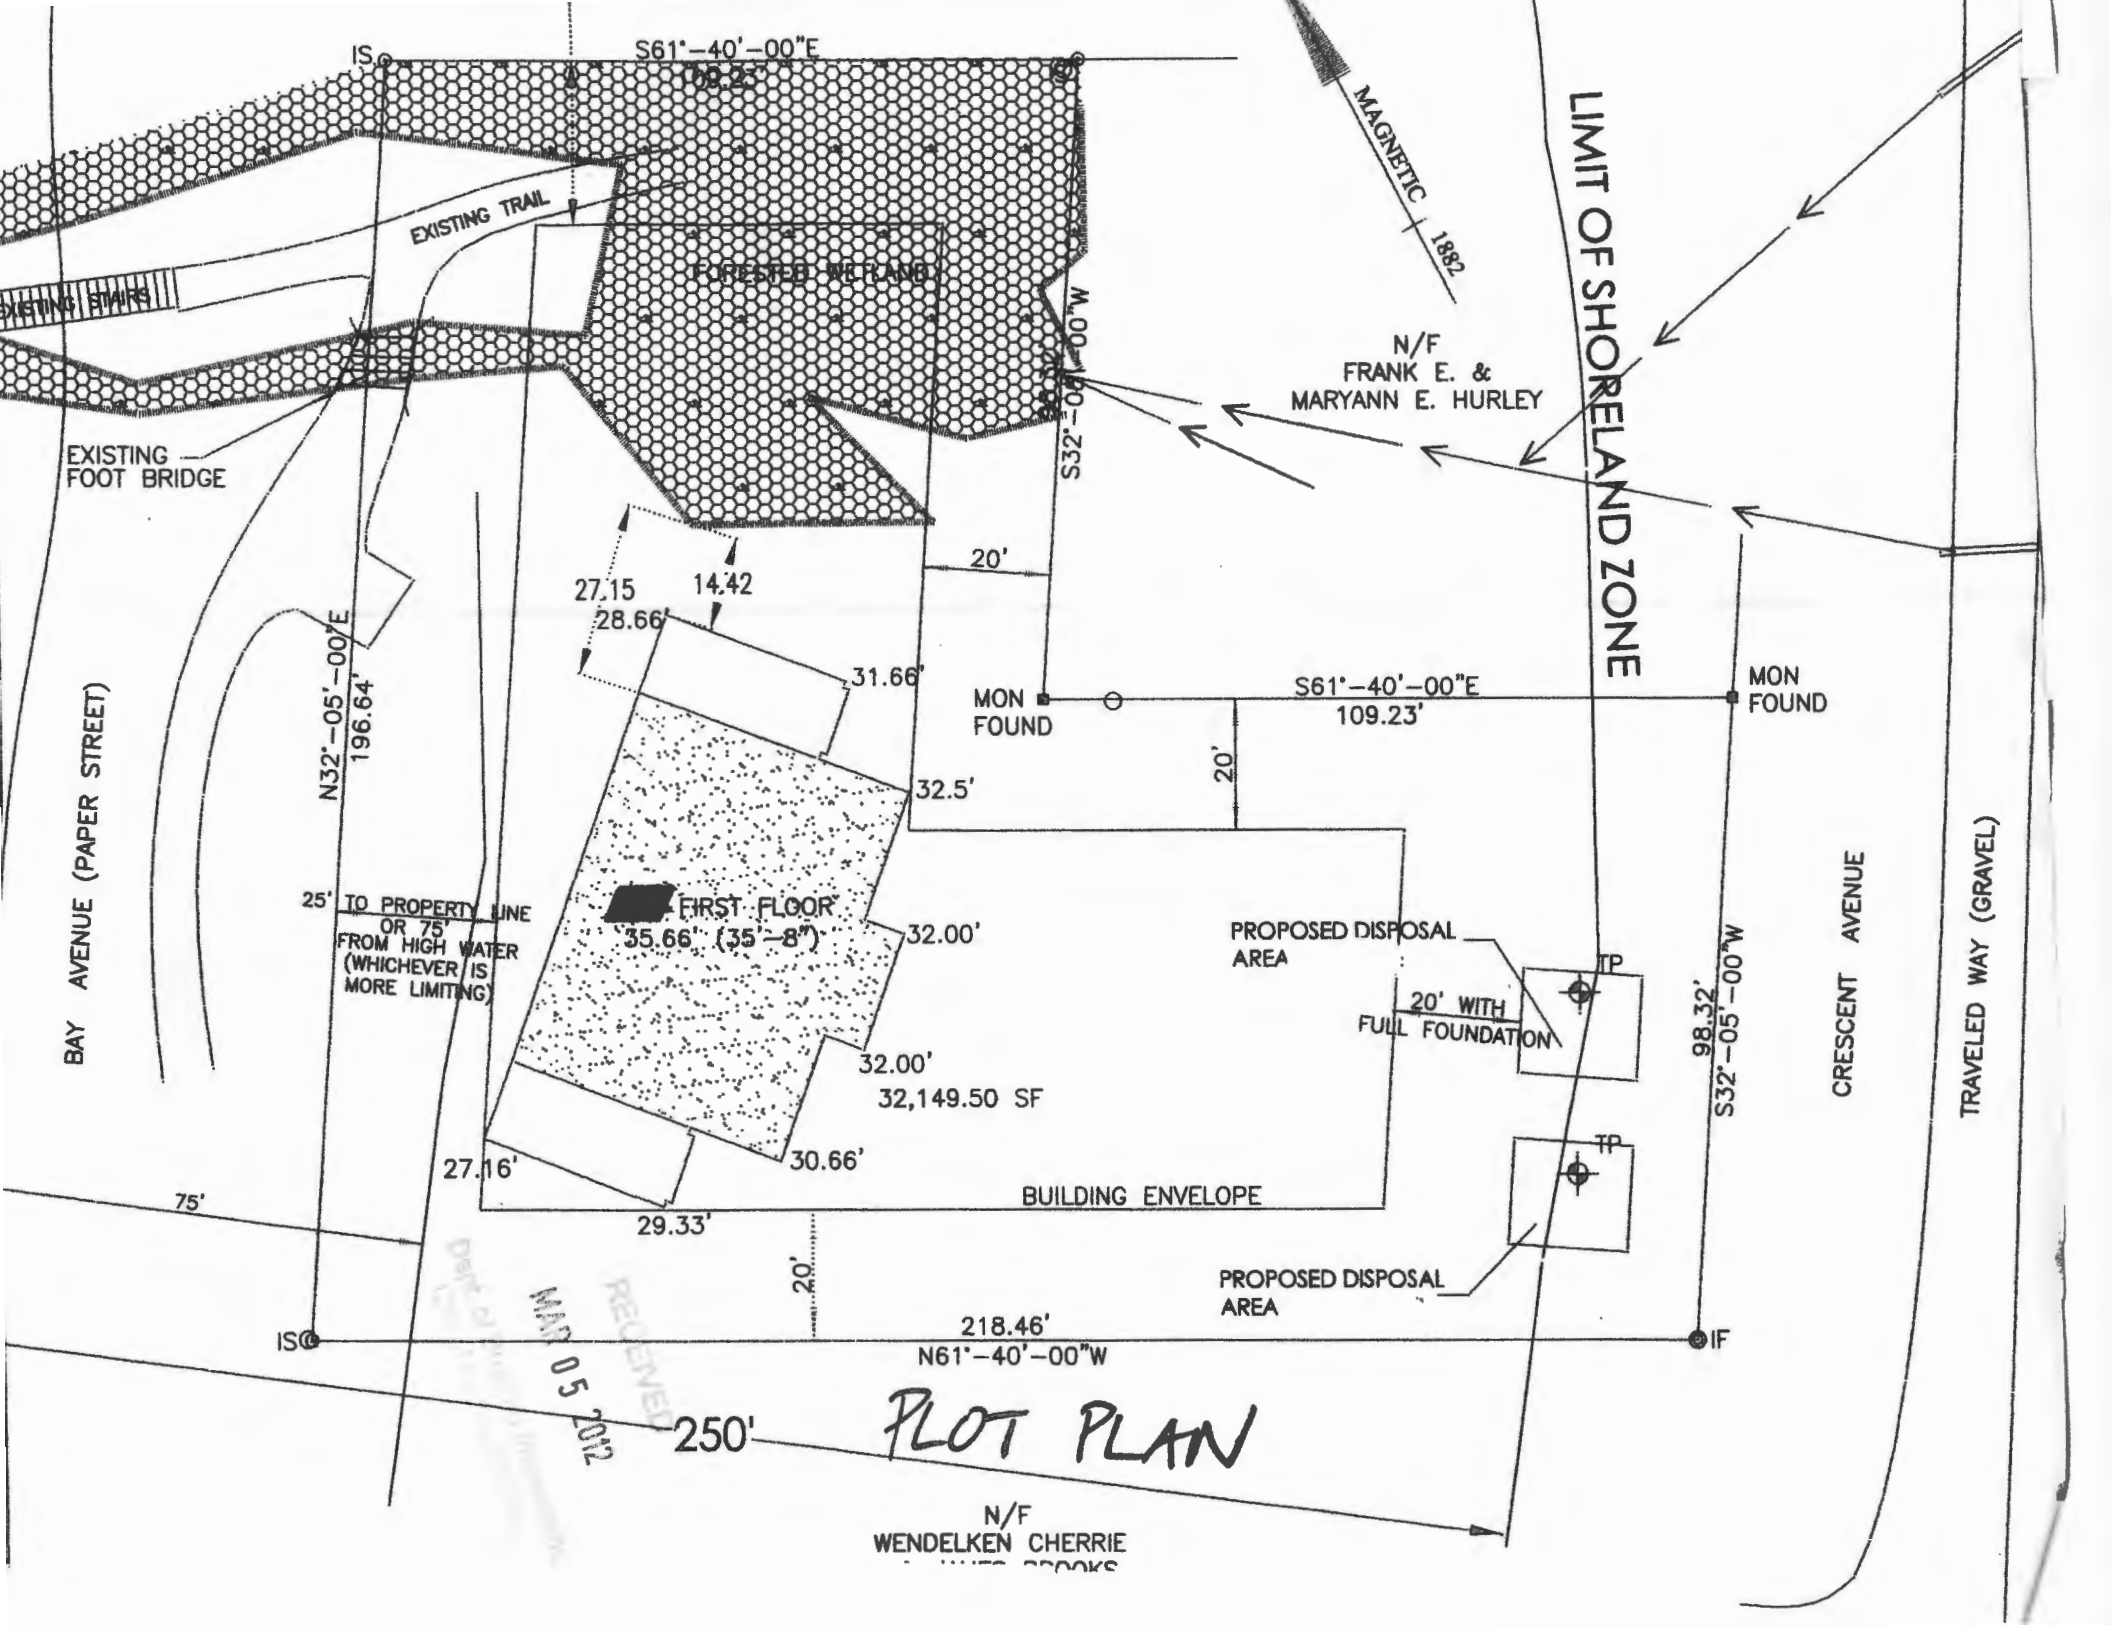 IS
S61°-40'-00"E
109.23'
MAGNETIC
1882
LIMIT OF SHORELAND ZONE
EXISTING TRAIL
EXISTING STAIRS
FORESTED WETLAND
S32°-05'-00"W
98.32'
N/F
FRANK E. &
MARYANN E. HURLEY
EXISTING
FOOT BRIDGE
27.15
14.42
28.66'
20'
31.66'
MON
FOUND
S61°-40'-00"E
109.23'
MON
FOUND
N32°-05'-00"E
196.64'
20'
32.5'
BAY AVENUE (PAPER STREET)
25' TO PROPERTY LINE
OR 75'
FROM HIGH WATER
(WHICHEVER IS
MORE LIMITING)
FIRST FLOOR
35.66' (35'-8")
32.00'
PROPOSED DISPOSAL
AREA
TP
20' WITH
FULL FOUNDATION
98.32'
S32°-05'-00"W
CRESCENT AVENUE
TRAVELED WAY (GRAVEL)
32.00'
32,149.50 SF
TP
27.16'
30.66'
75'
29.33'
BUILDING ENVELOPE
20'
PROPOSED DISPOSAL
AREA
IS
218.46'
N61°-40'-00"W
IF
RECEIVED
MAR 05 2012
Dept. of
250'
PLOT PLAN
N/F
WENDELKEN CHERRIE
BROOKS